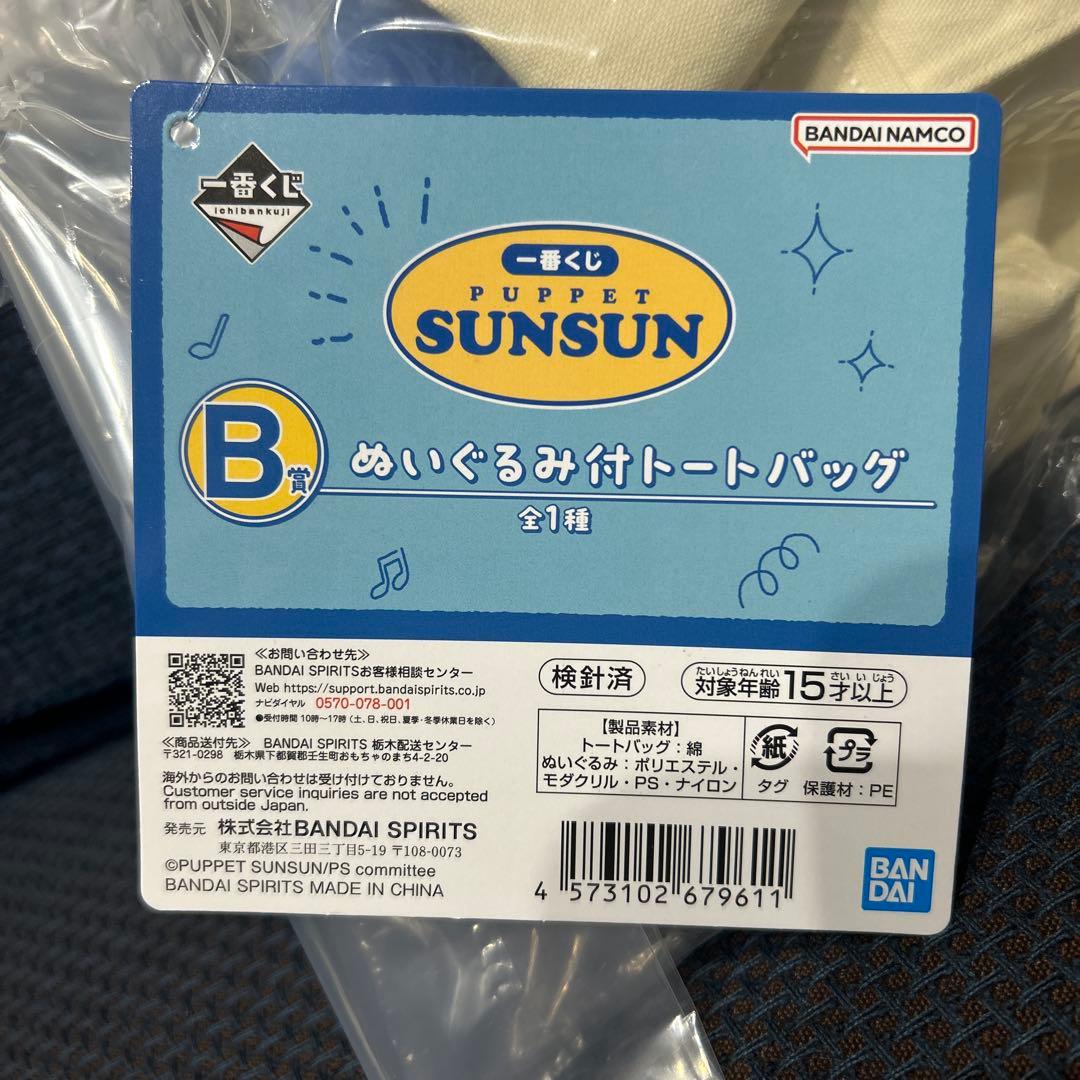 一番くじ
ichibankuji
BANDAI NAMCO
一番くじ
PUPPET
SUNSUN
B賞
ぬいぐるみ付トートバッグ
全1種
≪お問い合わせ先≫
BANDAI SPIRITSお客様相談センター
Web https://support.bandaispirits.co.jp
ナビダイヤル 0570-078-001
●受付時間 10時～17時 (土、日、祝日、夏季・冬季休業日を除く)
≪商品送付先≫ BANDAI SPIRITS 栃木配送センター
〒321-0298 栃木県下都賀郡壬生町おもちゃのまち4-2-20
海外からのお問い合わせは受け付けておりません。
Customer service inquiries are not accepted
from outside Japan.
発売元 株式会社BANDAI SPIRITS
東京都港区三田三丁目5-19 〒108-0073
©PUPPET SUNSUN/PS committee
BANDAI SPIRITS MADE IN CHINA
検針済
たいしょうねんれい さい いじょう
対象年齢15才以上
【製品素材】
トートバッグ：綿
ぬいぐるみ：ポリエステル・
モダクリル・PS・ナイロン
紙
タグ
プラ
保護材：PE
4 573102 679611
BAN
DAI